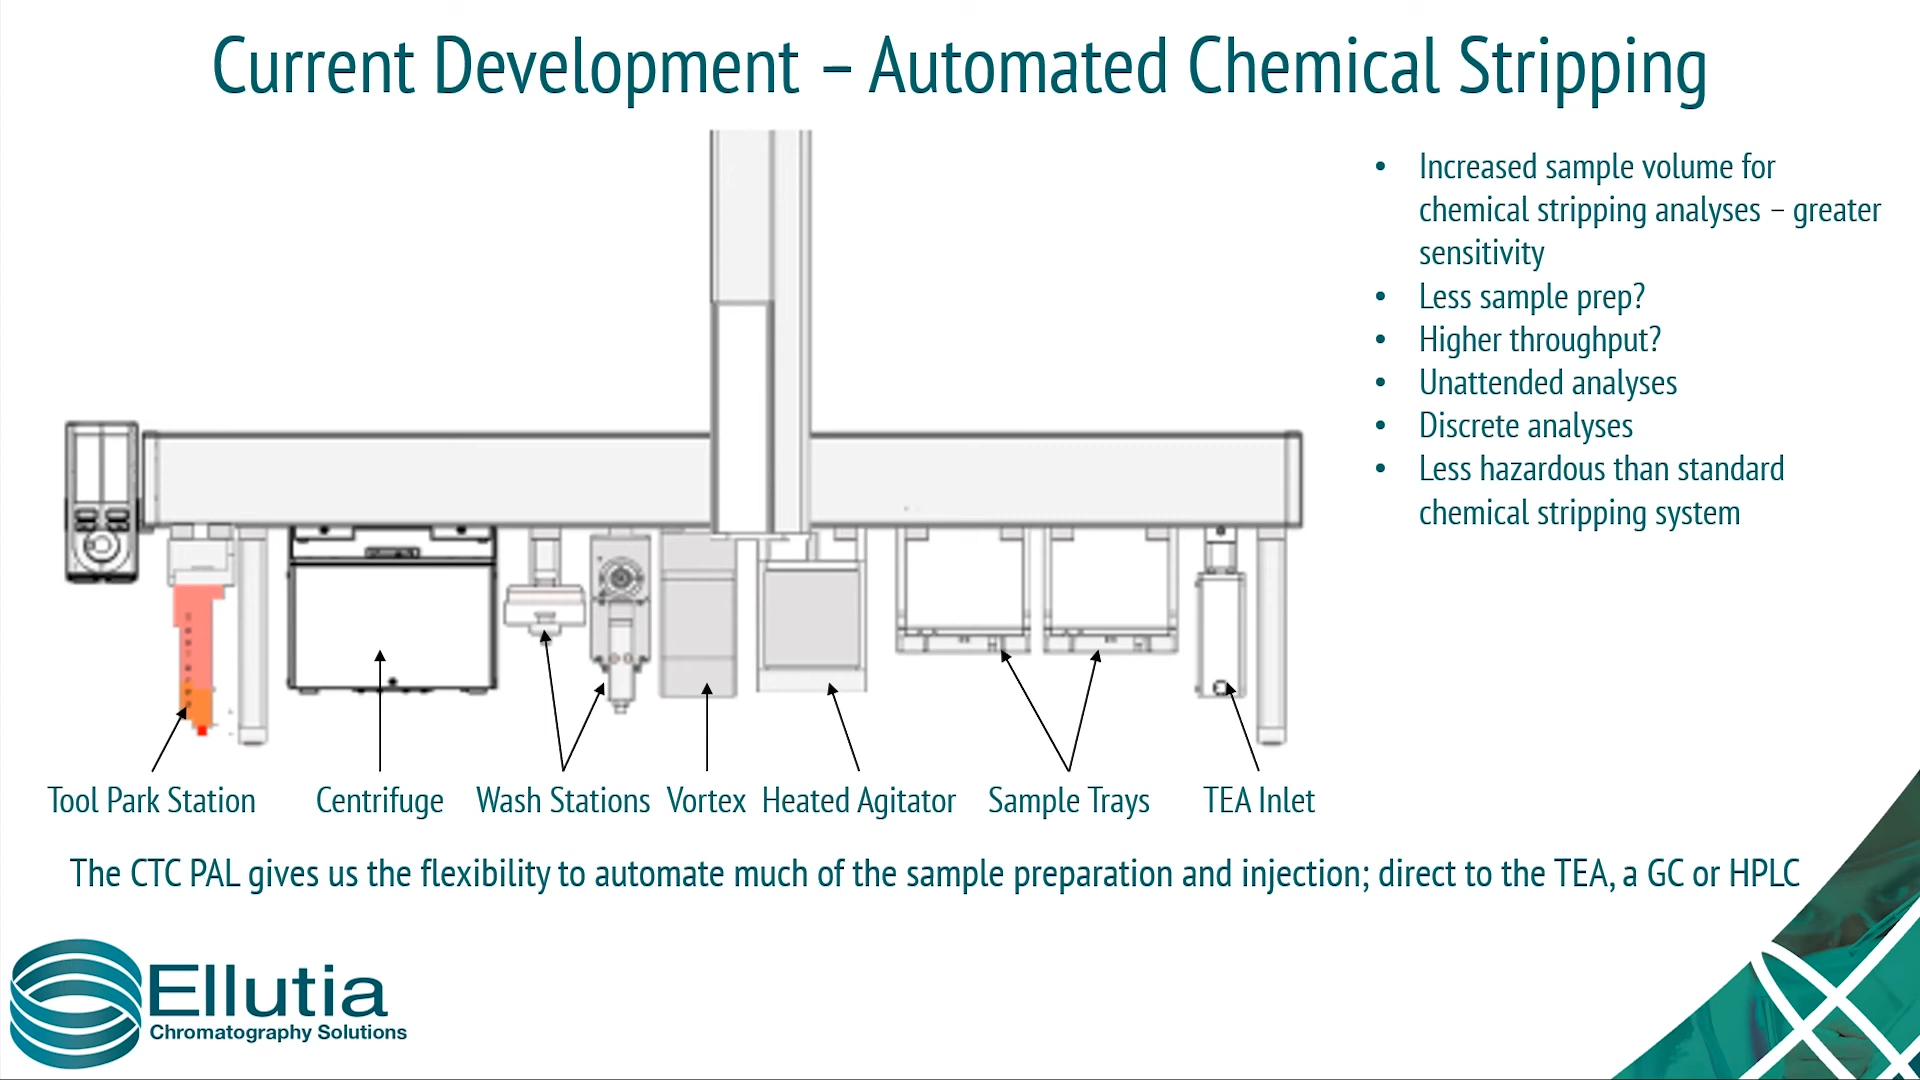 Current Development – Automated Chemical Stripping
• Increased sample volume for
chemical stripping analyses – greater
sensitivity
• Less sample prep?
• Higher throughput?
• Unattended analyses
• Discrete analyses
• Less hazardous than standard
chemical stripping system
Tool Park Station
Centrifuge
Wash Stations
Vortex
Heated Agitator
Sample Trays
TEA Inlet
The CTC PAL gives us the flexibility to automate much of the sample preparation and injection; direct to the TEA, a GC or HPLC
Ellutia
Chromatography Solutions